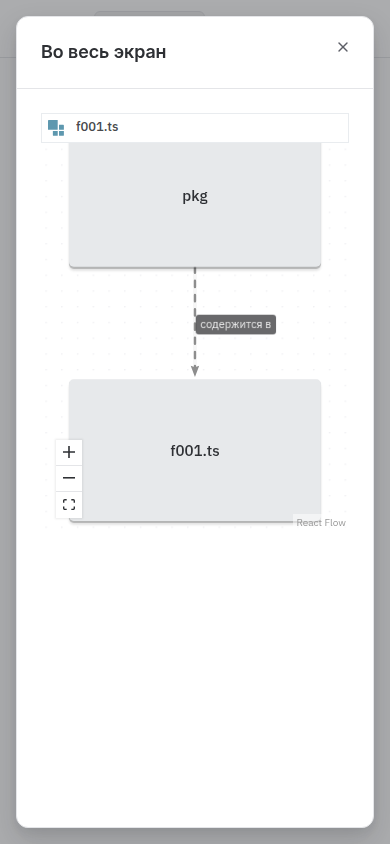 Во весь экран
f001.ts
pkg
содержится в
f001.ts
React Flow